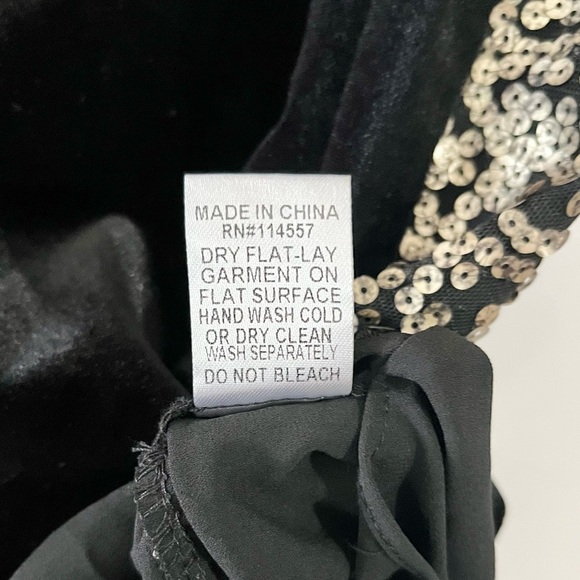 MADE IN CHINA
RN#114557
DRY FLAT-LAY
GARMENT ON
FLAT SURFACE
HAND WASH COLD
OR DRY CLEAN
WASH SEPARATELY
DO NOT BLEACH